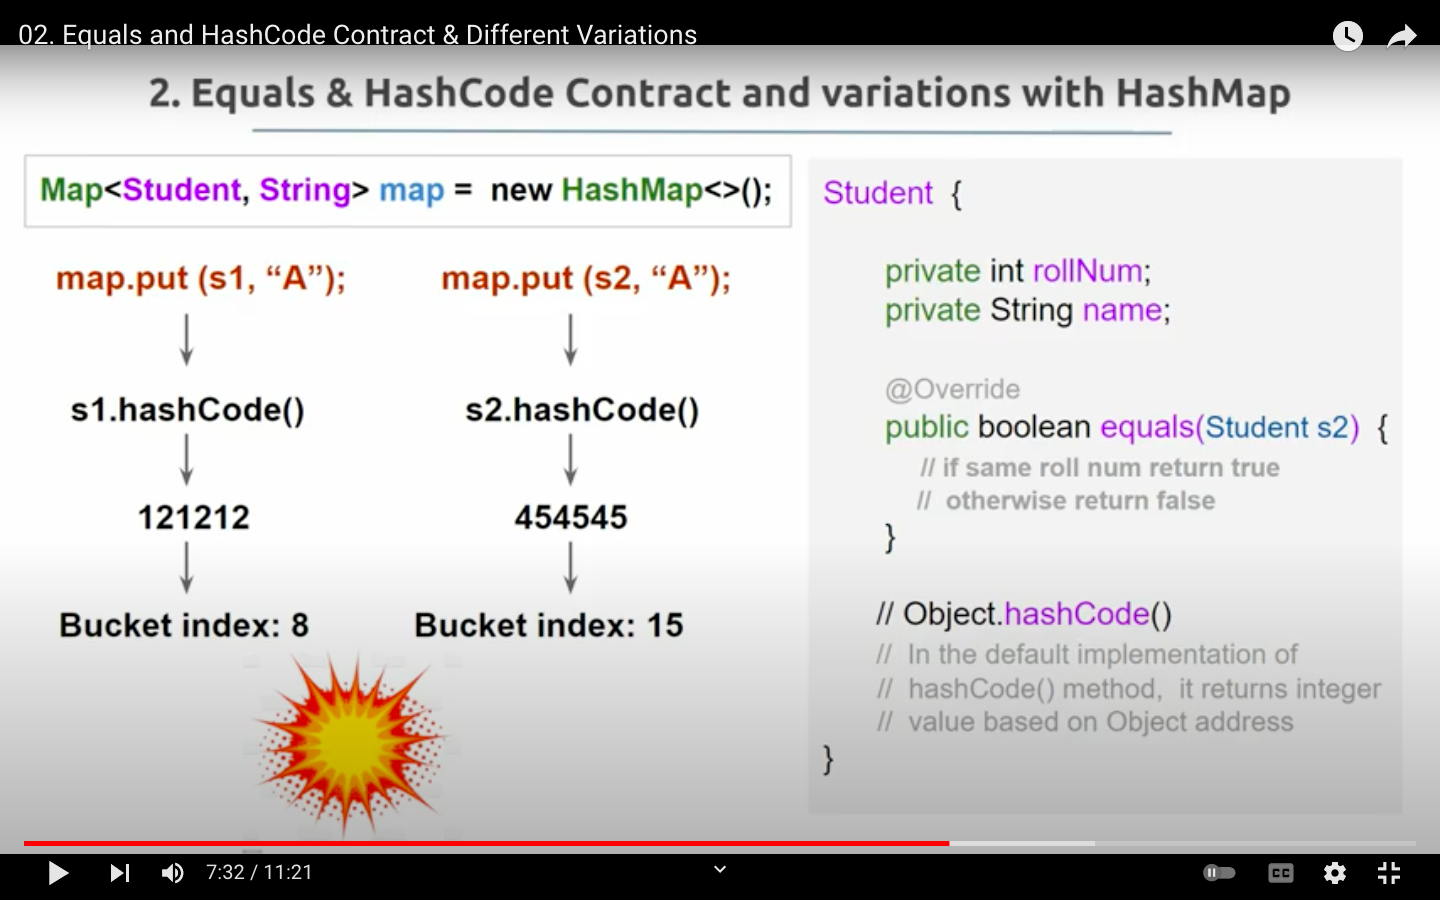 02. Equals and HashCode Contract & Different Variations
2. Equals & HashCode Contract and variations with HashMap
Map<Student, String> map = new HashMap<>();
map.put (s1, “A”);
s1.hashCode()
121212
Bucket index: 8
map.put (s2, “A”);
s2.hashCode()
454545
Bucket index: 15
Student {
private int rollNum;
private String name;
@Override
public boolean equals(Student s2) {
// if same roll num return true
// otherwise return false
}
// Object.hashCode()
// In the default implementation of
// hashCode() method, it returns integer
// value based on Object address
}
7:32 / 11:21
CC